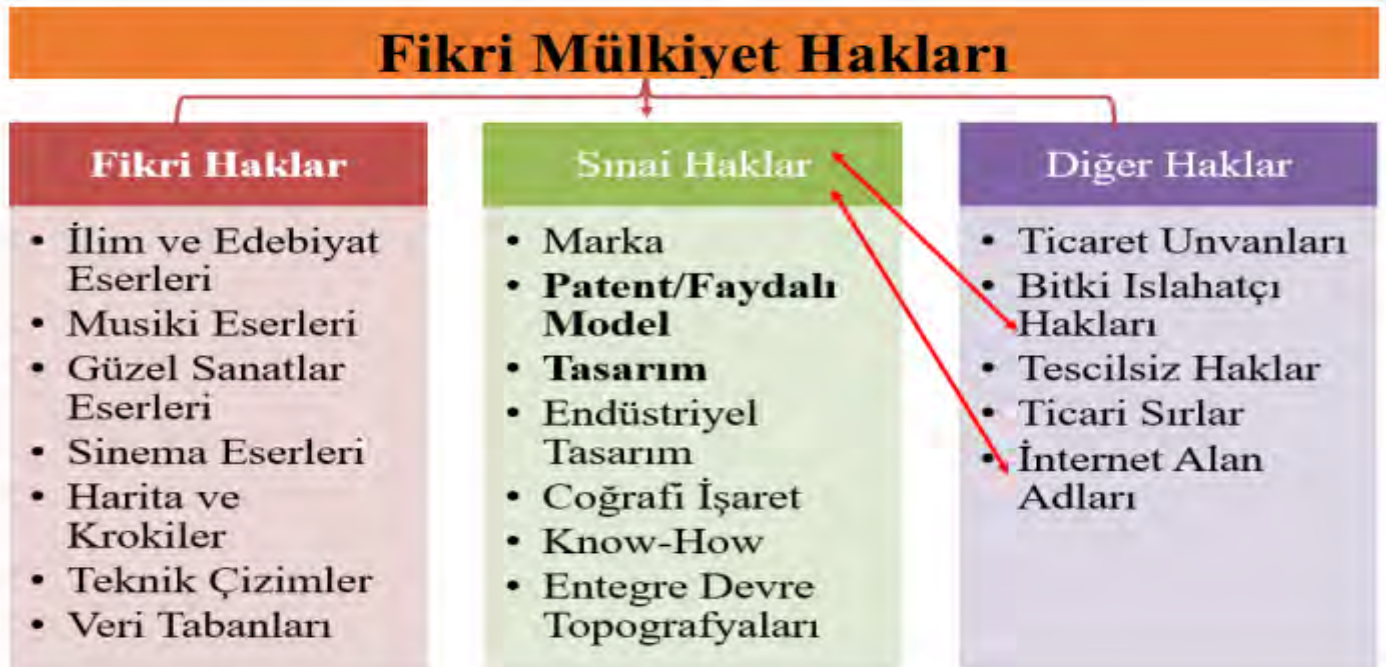 Fikri Mülkiyet Hakları
Fikri Haklar
• İlim ve Edebiyat
Eserleri
• Musiki Eserleri
• Güzel Sanatlar
Eserleri
• Sinema Eserleri
• Harita ve
Krokiler
• Teknik Çizimler
• Veri Tabanları
Sınai Haklar
• Marka
• Patent/Faydalı
Model
• Tasarım
• Endüstriyel
Tasarım
• Coğrafi İşaret
• Know-How
• Entegre Devre
Topografyaları
Diğer Haklar
• Ticaret Unvanları
• Bitki Islahatçı
Hakları
• Tescilsiz Haklar
• Ticari Sırlar
• İnternet Alan
Adları